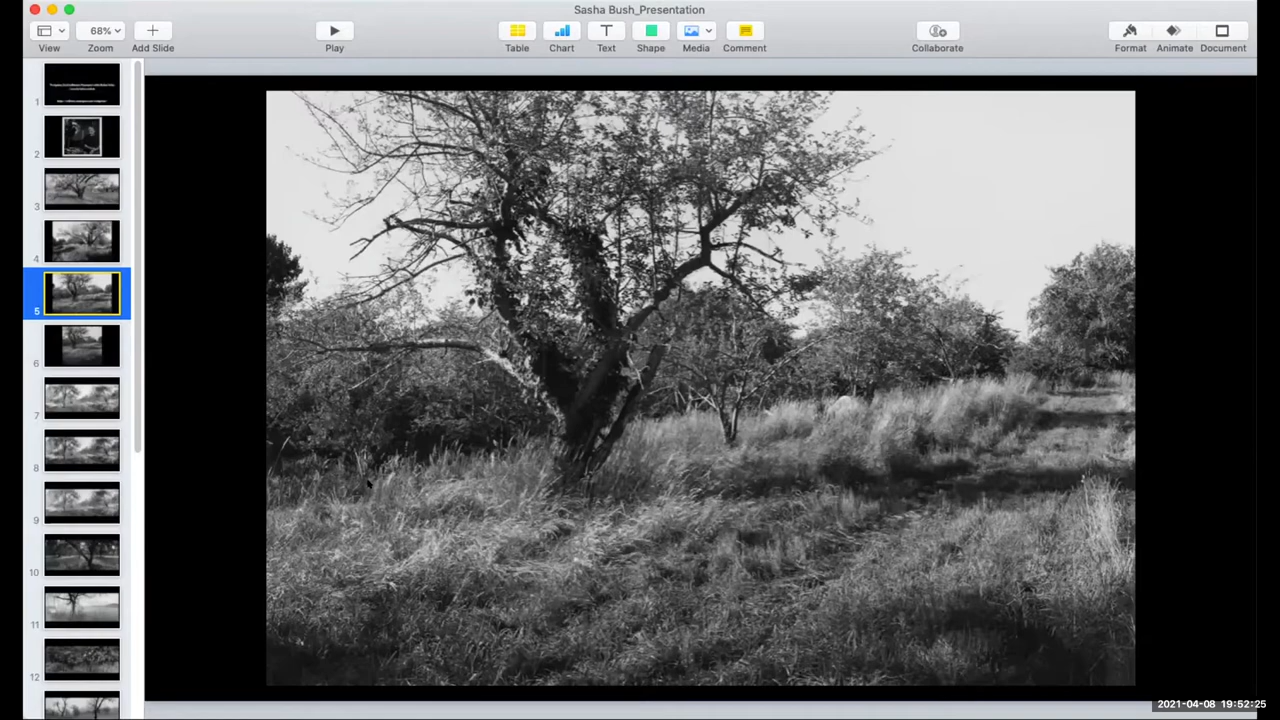 Sasha Bush_Presentation
68%
View
Zoom
Add Slide
Play
Table
Chart
Text
Shape
Media
Comment
Collaborate
Format
Animate
Document
1
2
3
4
5
6
7
8
9
10
11
12
2021-04-08 19:52:25